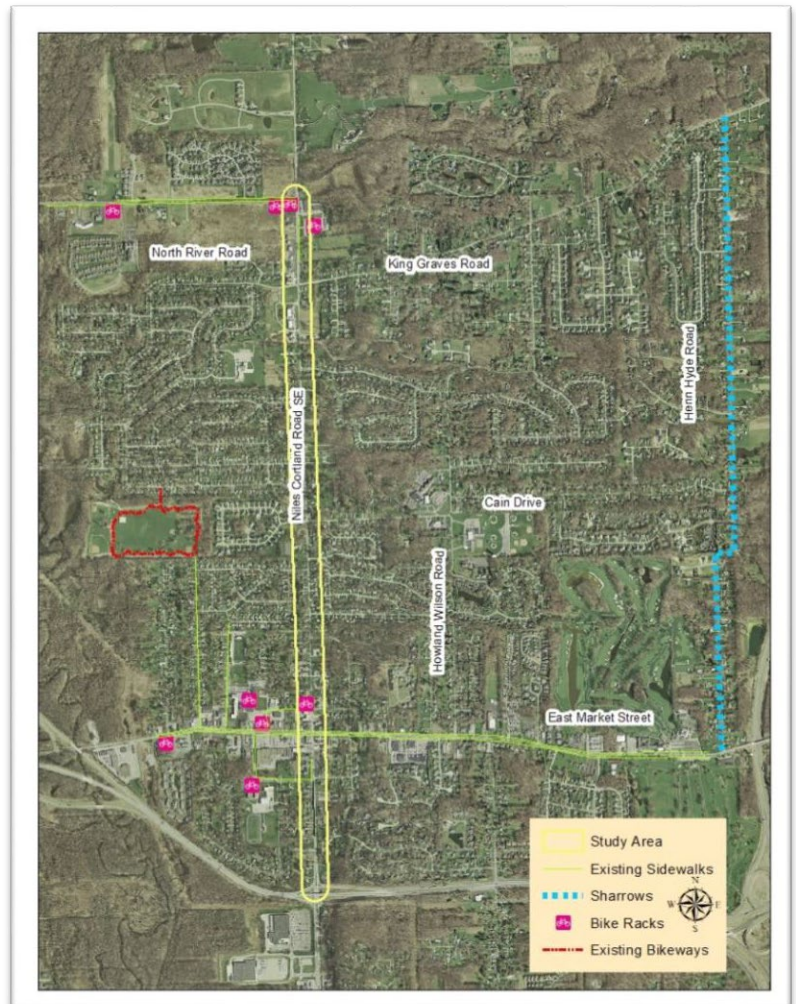 North River Road
King Graves Road
Henn Hyde Road
Niles Cortland Road SE
Cain Drive
Howland Wilson Road
East Market Street
Study Area
Existing Sidewalks
N
Sharrows
W
E
Bike Racks
S
Existing Bikeways